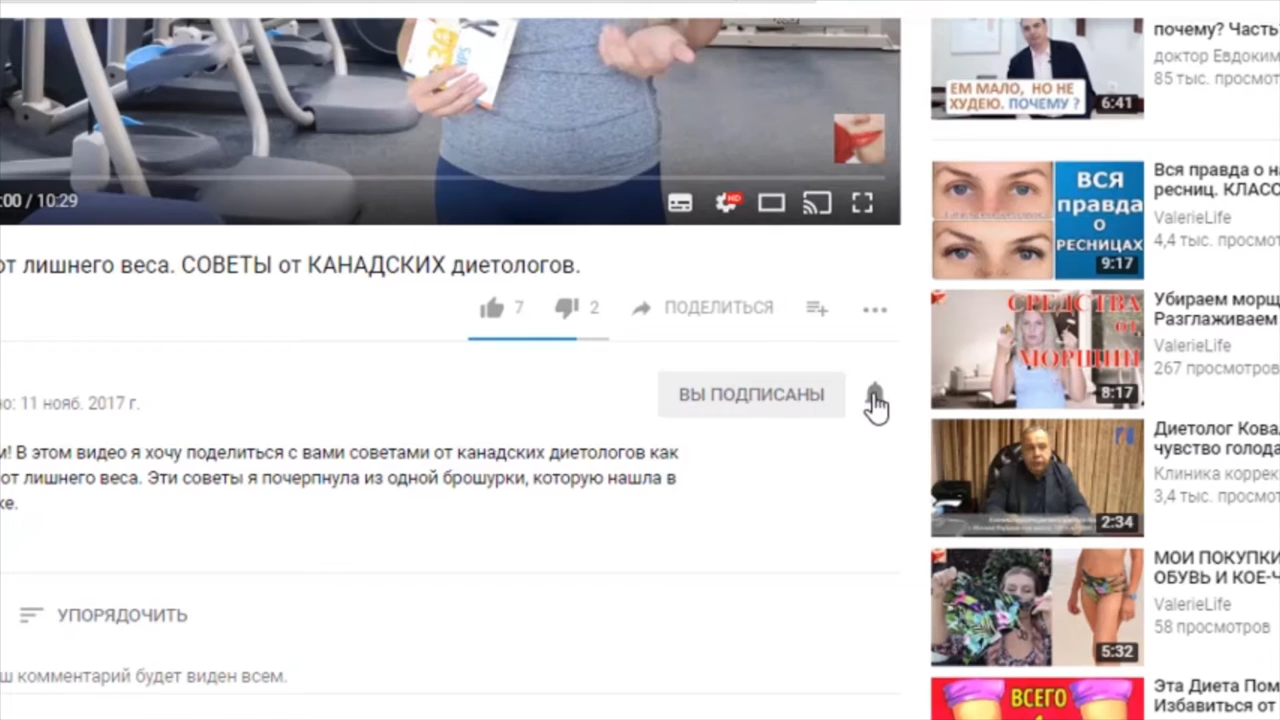 :00 / 10:29
HD
от лишнего веса. СОВЕТЫ от КАНАДСКИХ диетологов.
7
2
ПОДЕЛИТЬСЯ
но: 11 нояб. 2017 г.
ВЫ ПОДПИСАНЫ
м! В этом видео я хочу поделиться с вами советами от канадских диетологов как
от лишнего веса. Эти советы я почерпнула из одной брошурки, которую нашла в
ке.
УПОРЯДОЧИТЬ
ш комментарий будет виден всем.
ЕМ МАЛО, НО НЕ
ХУДЕЮ. ПОЧЕМУ ?
6:41
почему? Часть
доктор Евдоким
85 тыс. просмот
ВСЯ
правда
о
РЕСНИЦАХ
9:17
Вся правда о на
ресниц. КЛАССО
ValerieLife
4,4 тыс. просмот
СРЕДСТВА
от
МОРЩИН
8:17
Убираем морщ
Разглаживаем
ValerieLife
267 просмотров
2:34
Диетолог Кова
чувство голода
Клиника коррек
3,4 тыс. просмот
5:32
МОИ ПОКУПКИ
ОБУВЬ И КОЕ-Ч
ValerieLife
58 просмотров
ВСЕГО
Эта Диета Пом
Избавиться от